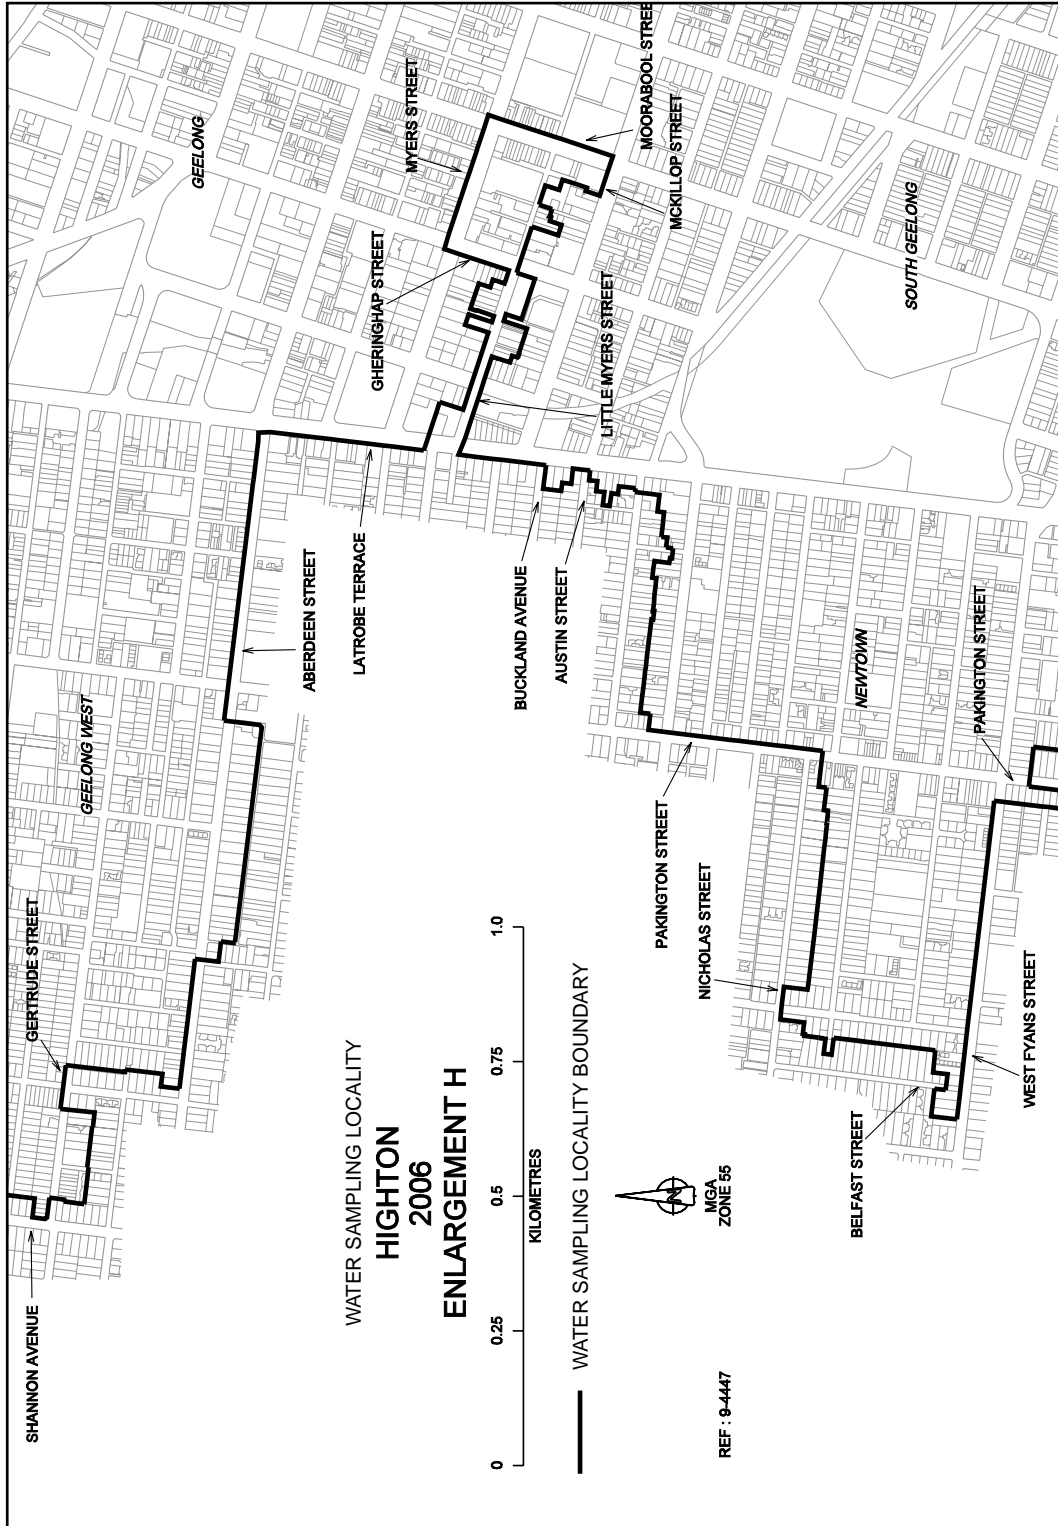 SHANNON AVENUE
GERTRUDE STREET
GEELONG WEST
GEELONG
ABERDEEN STREET
LATROBE TERRACE
GHERINGHAP STREET
MYERS STREET
MOORABOOL STREE
MCKILLOP STREET
LITTLE MYERS STREET
SOUTH GEELONG
BUCKLAND AVENUE
AUSTIN STREET
PAKINGTON STREET
NEWTOWN
PAKINGTON STREET
NICHOLAS STREET
BELFAST STREET
WEST FYANS STREET
WATER SAMPLING LOCALITY
HIGHTON
2006
ENLARGEMENT H
0 0.25 0.5 0.75 1.0
KILOMETRES
WATER SAMPLING LOCALITY BOUNDARY
N
MGA
ZONE 55
REF : 9-4447